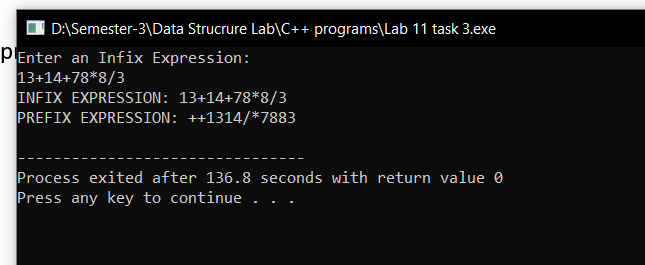 D:\Semester-3\Data Strucrure Lab\C++ programs\Lab 11 task 3.exe
Enter an Infix Expression:
13+14+78*8/3
INFIX EXPRESSION: 13+14+78*8/3
PREFIX EXPRESSION: ++1314/*7883
--------------------------------
Process exited after 136.8 seconds with return value 0
Press any key to continue . . .